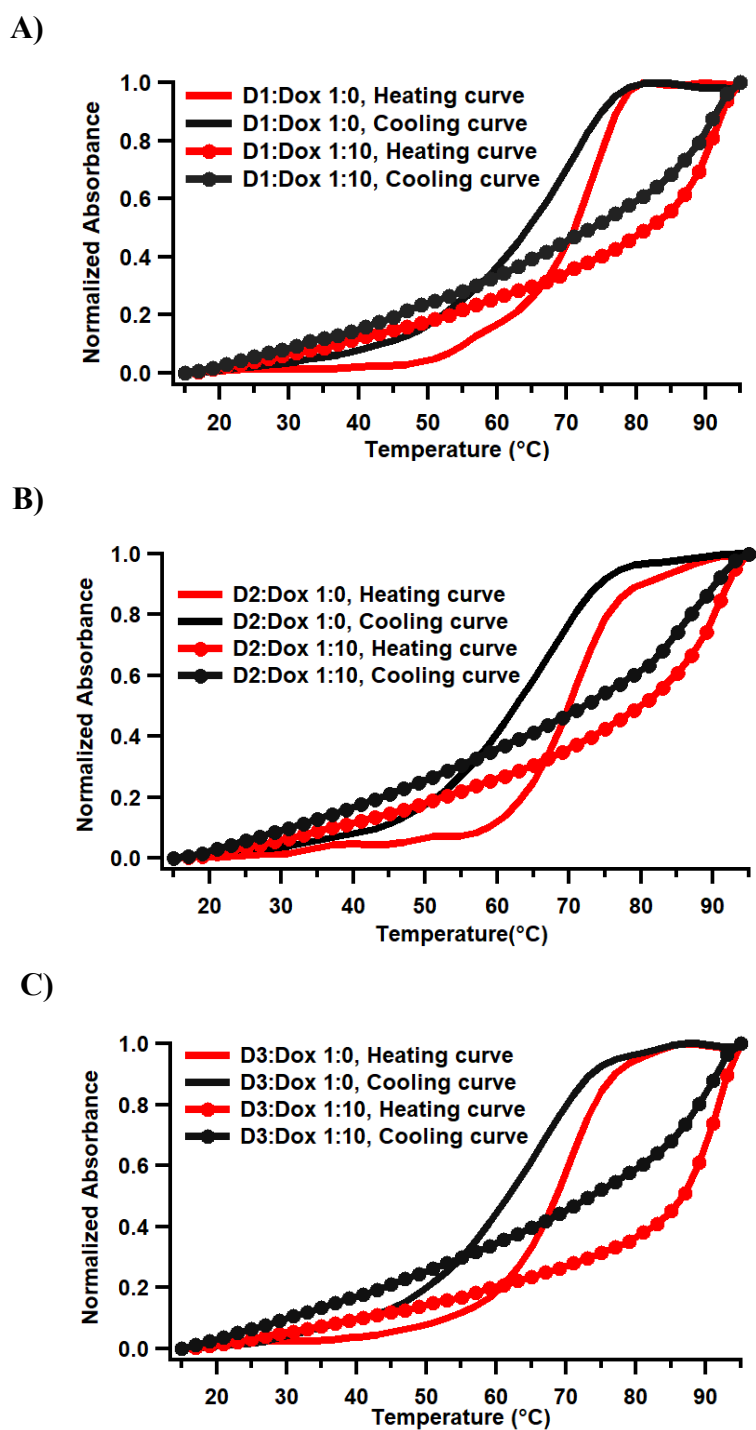 A)
1.0
0.8
0.6
0.4
0.2
0.0
Normalized Absorbance
D1:Dox 1:0, Heating curve
D1:Dox 1:0, Cooling curve
D1:Dox 1:10, Heating curve
D1:Dox 1:10, Cooling curve
20 30 40 50 60 70 80 90
Temperature (°C)
B)
1.0
0.8
0.6
0.4
0.2
0.0
Normalized Absorbance
D2:Dox 1:0, Heating curve
D2:Dox 1:0, Cooling curve
D2:Dox 1:10, Heating curve
D2:Dox 1:10, Cooling curve
20 30 40 50 60 70 80 90
Temperature(°C)
C)
1.0
0.8
0.6
0.4
0.2
0.0
Normalized Absorbance
D3:Dox 1:0, Heating curve
D3:Dox 1:0, Cooling curve
D3:Dox 1:10, Heating curve
D3:Dox 1:10, Cooling curve
20 30 40 50 60 70 80 90
Temperature (°C)